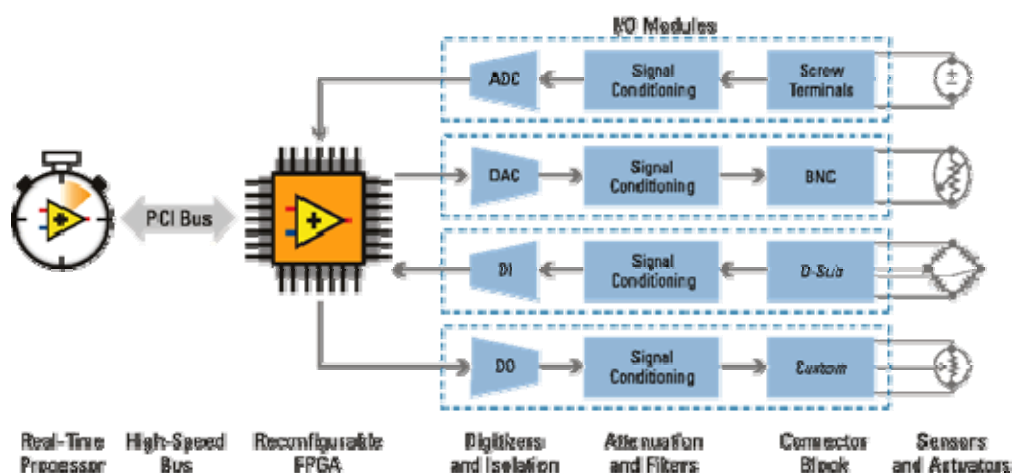 I/O Modules
ADC
Signal
Conditioning
Screw
Terminals
±
DAC
Signal
Conditioning
BNC
PCI Bus
DI
Signal
Conditioning
D-Sub
DO
Signal
Conditioning
Custom
Real-Time
Processor
High-Speed
Bus
Reconfigurable
FPGA
Digitizers
and Isolation
Attenuation
and Filters
Connector
Block
Sensors
and Actuators